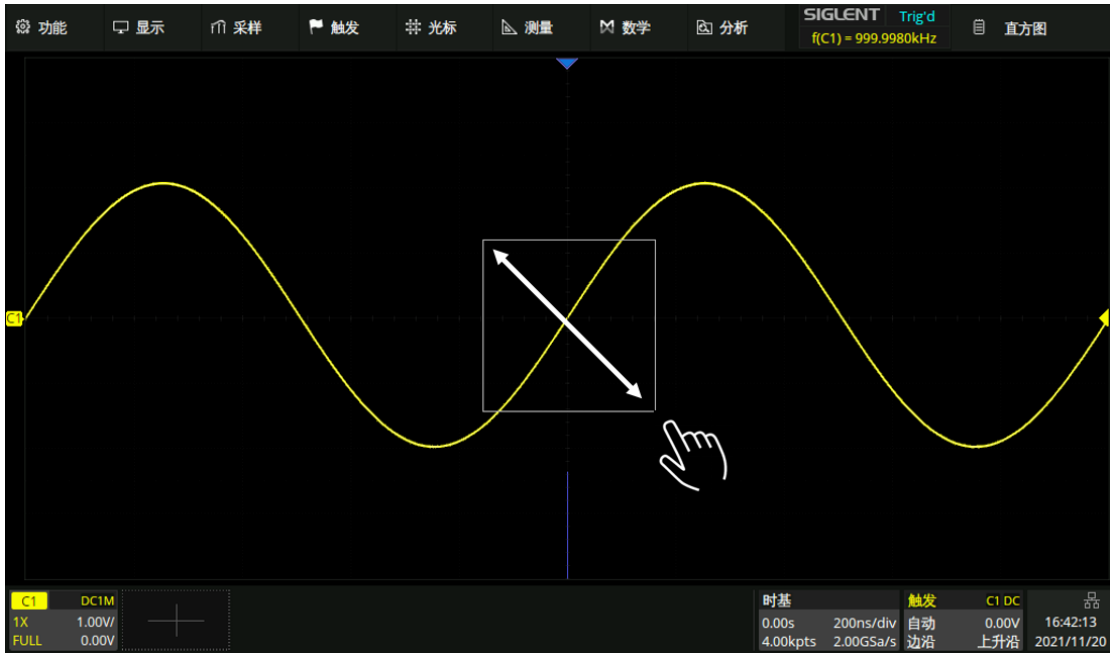 功能 显示 采样 触发 光标 测量 数学 分析 SIGLENT Trig'd 直方图
f(C1) = 999.9980kHz
C1
C1 DC1M
1X 1.00V/
FULL 0.00V
时基
0.00s 200ns/div
4.00kpts 2.00GSa/s
触发 C1 DC
自动 0.00V
边沿 上升沿
16:42:13
2021/11/20